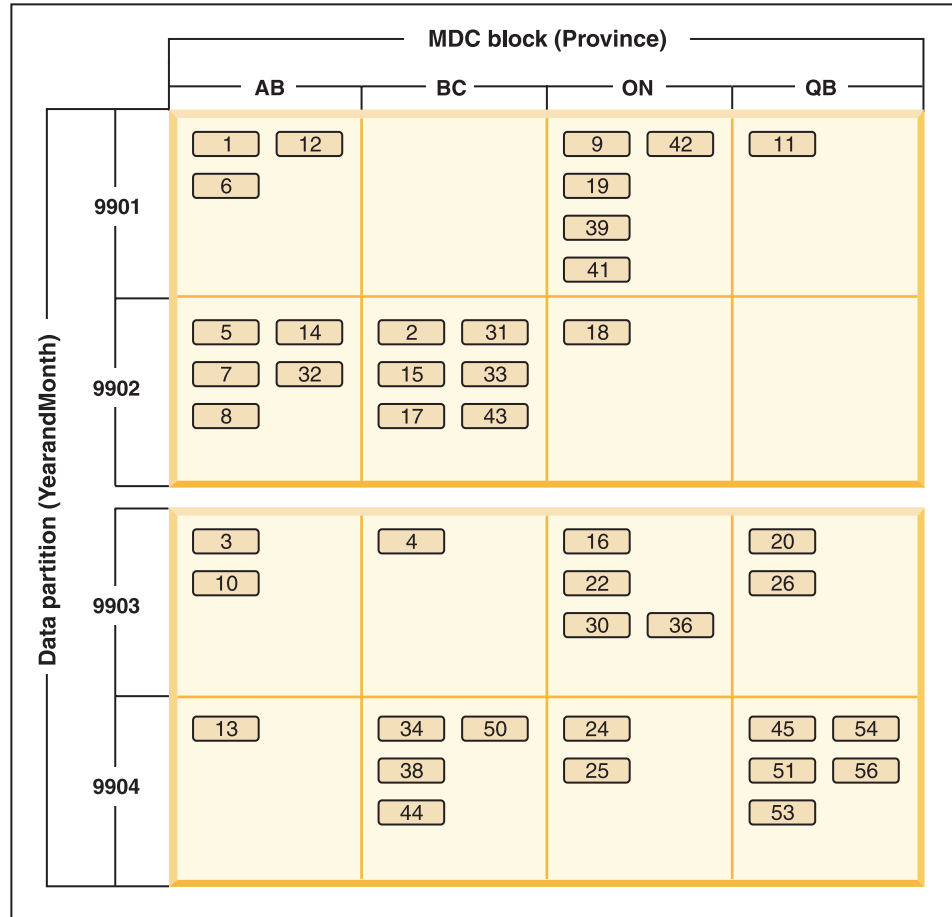 MDC block (Province)
AB BC ON QB
Data partition (YearandMonth)
9901
1 12 9 42 11
6 19
39
41
9902
5 14 2 31 18
7 32 15 33
8 17 43
9903
3 4 16 20
10 22 26
30 36
9904
13 34 50 24 45 54
38 25 51 56
44 53